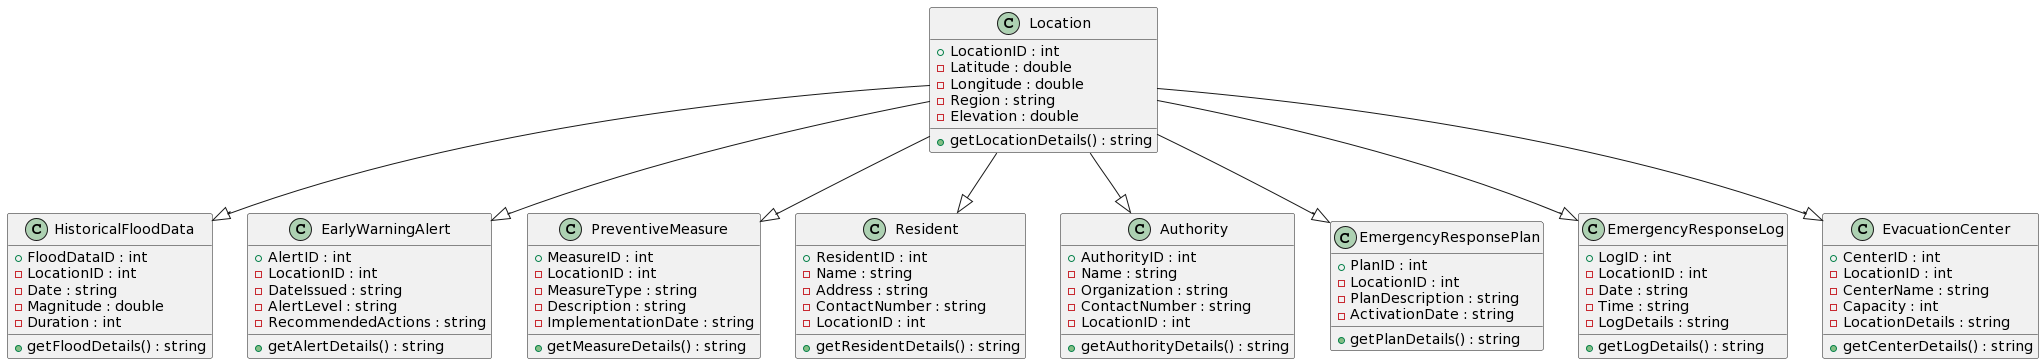 C Location
LocationID : int
Latitude : double
Longitude : double
Region : string
Elevation : double
getLocationDetails() : string
C HistoricalFloodData
FloodDataID : int
LocationID : int
Date : string
Magnitude : double
Duration : int
getFloodDetails() : string
C EarlyWarningAlert
AlertID : int
LocationID : int
DateIssued : string
AlertLevel : string
RecommendedActions : string
getAlertDetails() : string
C PreventiveMeasure
MeasureID : int
LocationID : int
MeasureType : string
Description : string
ImplementationDate : string
getMeasureDetails() : string
C Resident
ResidentID : int
Name : string
Address : string
ContactNumber : string
LocationID : int
getResidentDetails() : string
C Authority
AuthorityID : int
Name : string
Organization : string
ContactNumber : string
LocationID : int
getAuthorityDetails() : string
C EmergencyResponsePlan
PlanID : int
LocationID : int
PlanDescription : string
ActivationDate : string
getPlanDetails() : string
C EmergencyResponseLog
LogID : int
LocationID : int
Date : string
Time : string
LogDetails : string
getLogDetails() : string
C EvacuationCenter
CenterID : int
LocationID : int
CenterName : string
Capacity : int
LocationDetails : string
getCenterDetails() : string